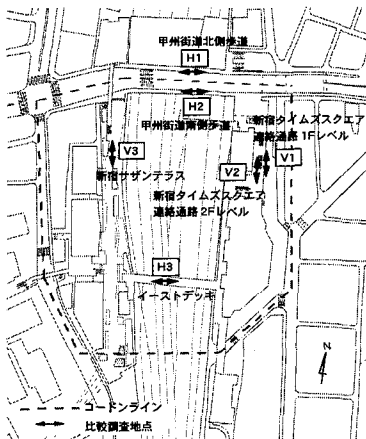 甲州街道北側歩道
H1
H2
甲州街道南側歩道
新宿タイムズスクエア
連絡通路 1Fレベル
V3
V2
V1
新宿サザンテラス
新宿タイムズスクエア
連絡通路 2Fレベル
H3
イーストデッキ
N
コードンライン
比較調査地点